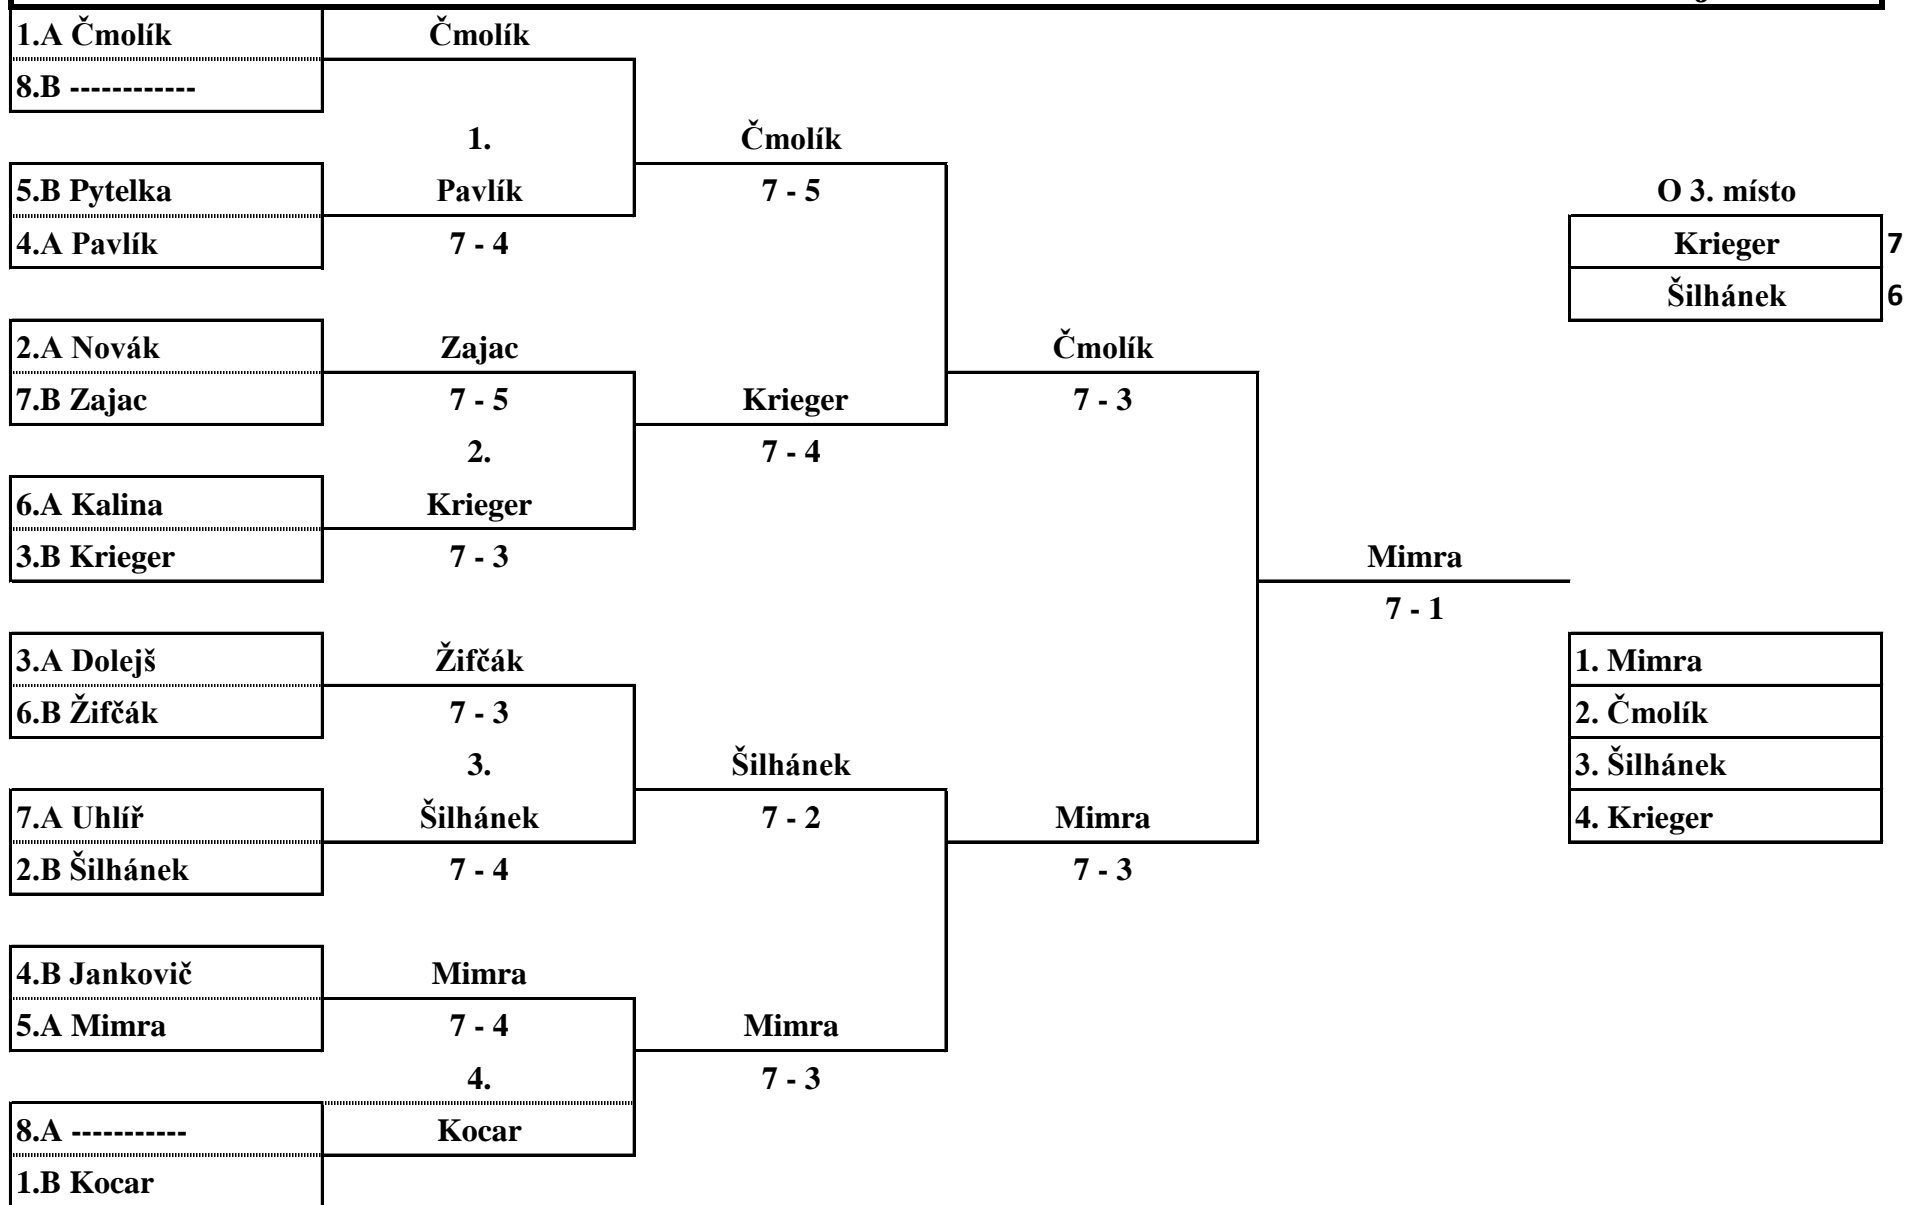 1.A Čmolík Čmolík
8.B ------------
1. Čmolík
5.B Pytelka Pavlík 7 - 5 O 3. místo
4.A Pavlík 7 - 4 Krieger 7
Šilhánek 6
2.A Novák Zajac Čmolík
7.B Zajac 7 - 5 Krieger 7 - 3
2. 7 - 4
6.A Kalina Krieger
3.B Krieger 7 - 3 Mimra
7 - 1
3.A Dolejš Žifčák 1. Mimra
6.B Žifčák 7 - 3 2. Čmolík
3. Šilhánek 3. Šilhánek
7.A Uhlíř Šilhánek 7 - 2 Mimra 4. Krieger
2.B Šilhánek 7 - 4 7 - 3
4.B Jankovič Mimra
5.A Mimra 7 - 4 Mimra
4. 7 - 3
8.A ----------- Kocar
1.B Kocar